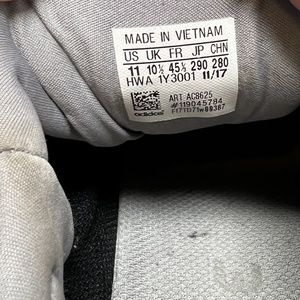 MADE IN VIETNAM
US UK FR JP CHN
11 10½ 45⅓ 290 280
HWA 1Y3001 11/17
ART AC8625
adidas #119045784